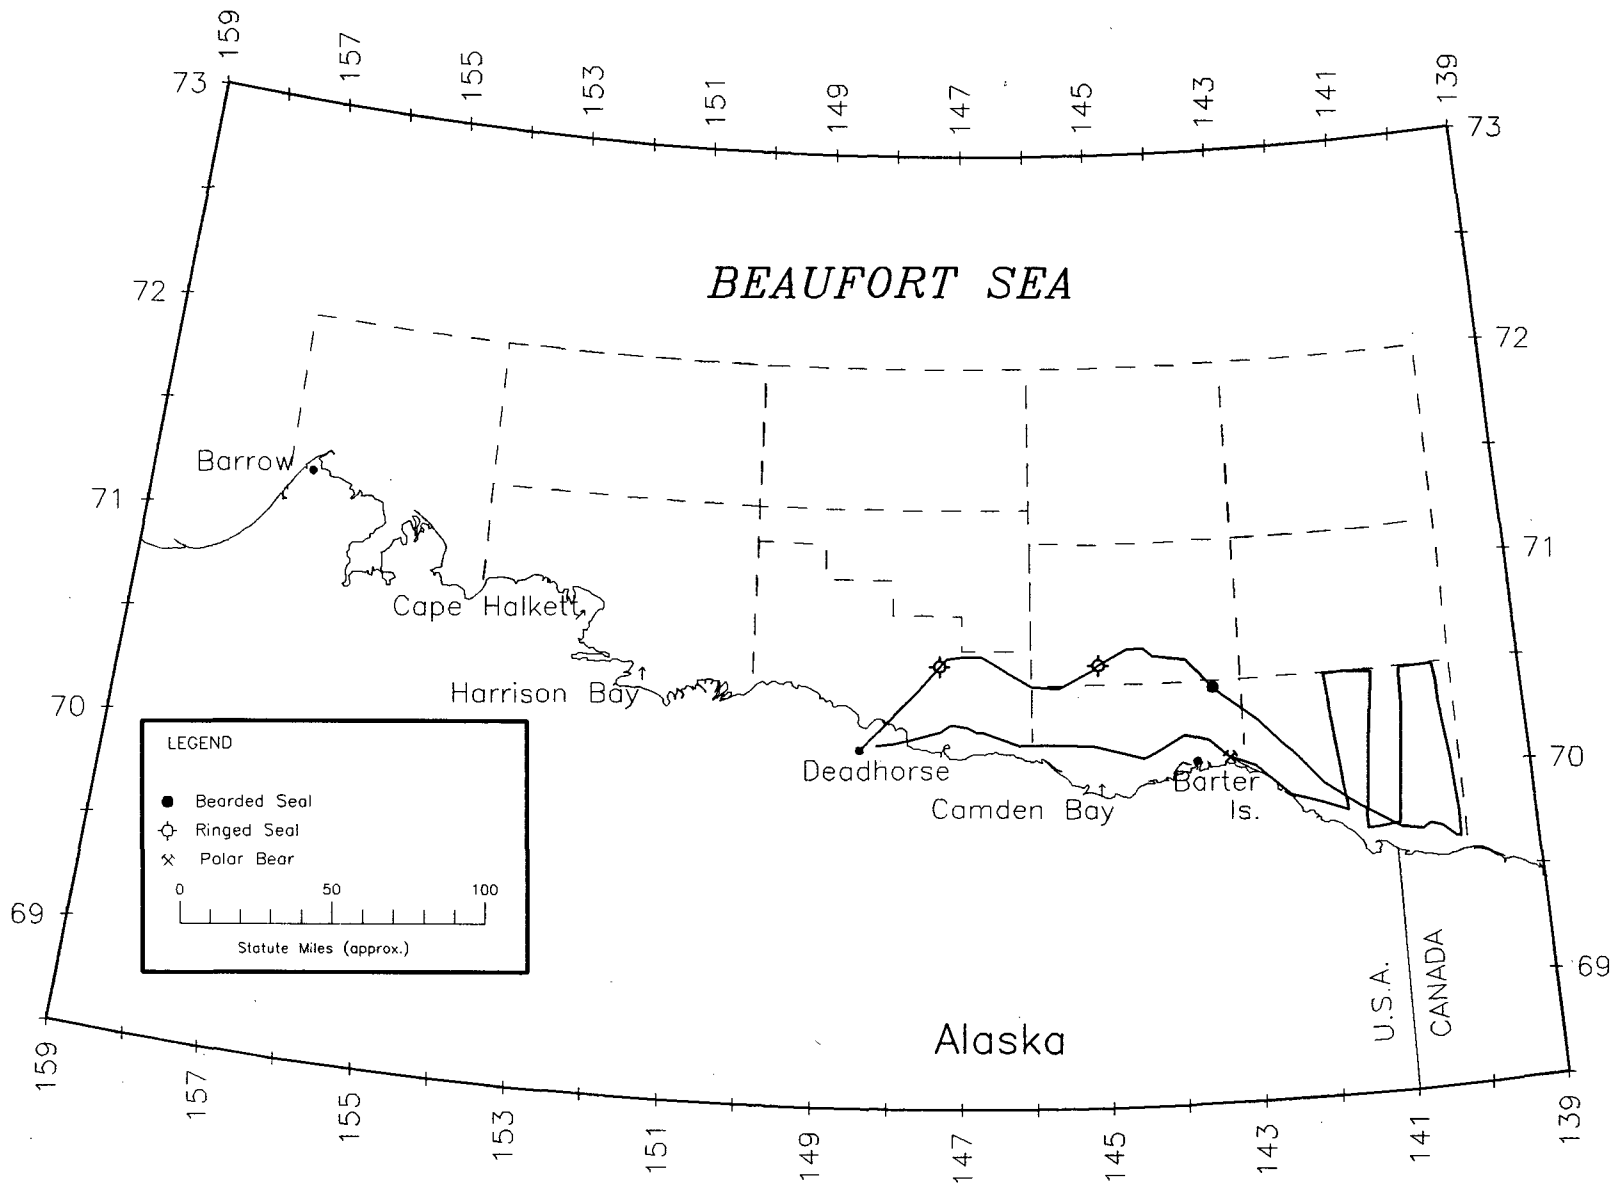 159
157
155
153
151
149
147
145
143
141
139
73
73
BEAUFORT SEA
72
72
Barrow
71
71
Cape Halkett
Harrison Bay
70
70
Deadhorse
Barter
Is.
Camden Bay
LEGEND
Bearded Seal
Ringed Seal
Polar Bear
0 50 100
Statute Miles (approx.)
69
69
U.S.A.
CANADA
Alaska
159
157
155
153
151
149
147
145
143
141
139